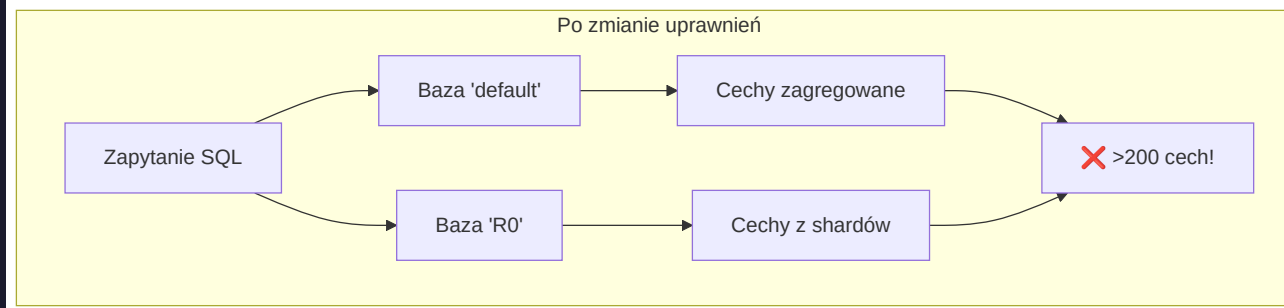 Po zmianie uprawnień
Baza 'default'
Cechy zagregowane
Zapytanie SQL
❌ >200 cech!
Baza 'R0'
Cechy z shardów